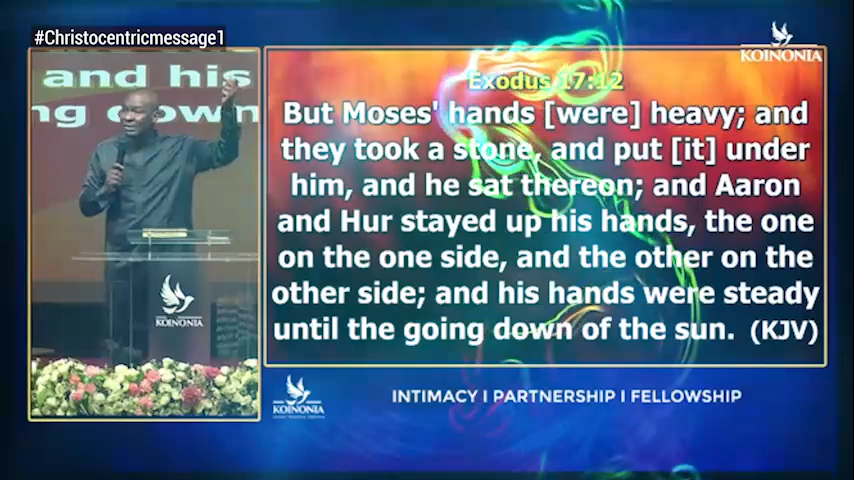 #Christocentricmessage1
KOINONIA
and his
ng down
KOINONIA
Exodus 17:12
But Moses' hands [were] heavy; and
they took a stone, and put [it] under
him, and he sat thereon; and Aaron
and Hur stayed up his hands, the one
on the one side, and the other on the
other side; and his hands were steady
until the going down of the sun. (KJV)
KOINONIA
INTIMACY I PARTNERSHIP I FELLOWSHIP